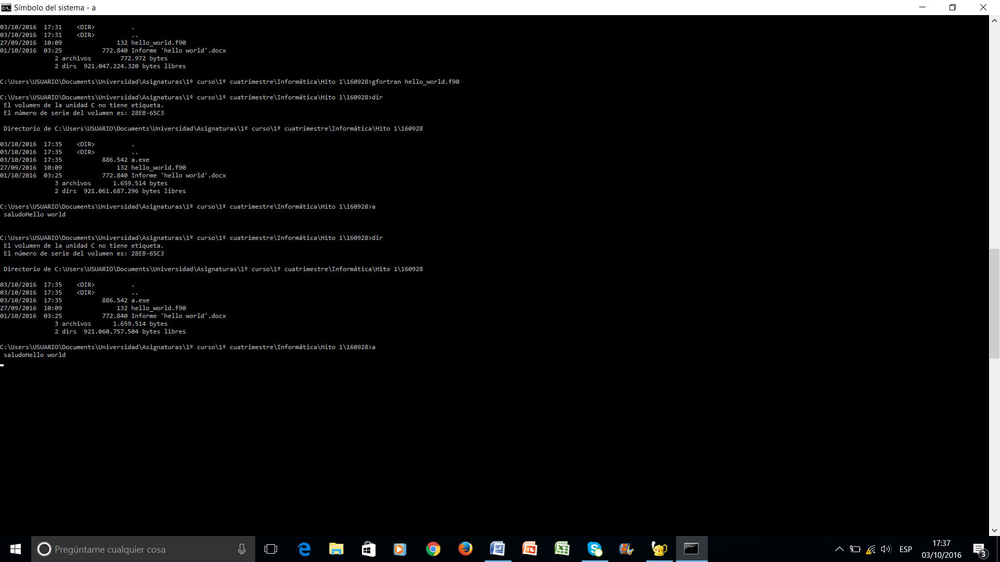 Símbolo del sistema - a
03/10/2016  17:31    <DIR>          .
03/10/2016  17:31    <DIR>          ..
27/09/2016  10:09               132 hello_world.f90
01/10/2016  03:25           772.840 Informe 'hello world'.docx
               2 archivos        772.972 bytes
               2 dirs  921.047.224.320 bytes libres
C:\Users\USUARIO\Documents\Universidad\Asignaturas\1º curso\1º cuatrimestre\Informática\Hito 1\160928>gfortran hello_world.f90
C:\Users\USUARIO\Documents\Universidad\Asignaturas\1º curso\1º cuatrimestre\Informática\Hito 1\160928>dir
 El volumen de la unidad C no tiene etiqueta.
 El número de serie del volumen es: 28EB-65C3
 Directorio de C:\Users\USUARIO\Documents\Universidad\Asignaturas\1º curso\1º cuatrimestre\Informática\Hito 1\160928
03/10/2016  17:35    <DIR>          .
03/10/2016  17:35    <DIR>          ..
03/10/2016  17:35           886.542 a.exe
27/09/2016  10:09               132 hello_world.f90
01/10/2016  03:25           772.840 Informe 'hello world'.docx
               3 archivos      1.659.514 bytes
               2 dirs  921.061.687.296 bytes libres
C:\Users\USUARIO\Documents\Universidad\Asignaturas\1º curso\1º cuatrimestre\Informática\Hito 1\160928>a
 saludoHello world
C:\Users\USUARIO\Documents\Universidad\Asignaturas\1º curso\1º cuatrimestre\Informática\Hito 1\160928>dir
 El volumen de la unidad C no tiene etiqueta.
 El número de serie del volumen es: 28EB-65C3
 Directorio de C:\Users\USUARIO\Documents\Universidad\Asignaturas\1º curso\1º cuatrimestre\Informática\Hito 1\160928
03/10/2016  17:35    <DIR>          .
03/10/2016  17:35    <DIR>          ..
03/10/2016  17:35           886.542 a.exe
27/09/2016  10:09               132 hello_world.f90
01/10/2016  03:25           772.840 Informe 'hello world'.docx
               3 archivos      1.659.514 bytes
               2 dirs  921.060.757.504 bytes libres
C:\Users\USUARIO\Documents\Universidad\Asignaturas\1º curso\1º cuatrimestre\Informática\Hito 1\160928>a
 saludoHello world
Pregúntame cualquier cosa
ESP
17:37
03/10/2016
3